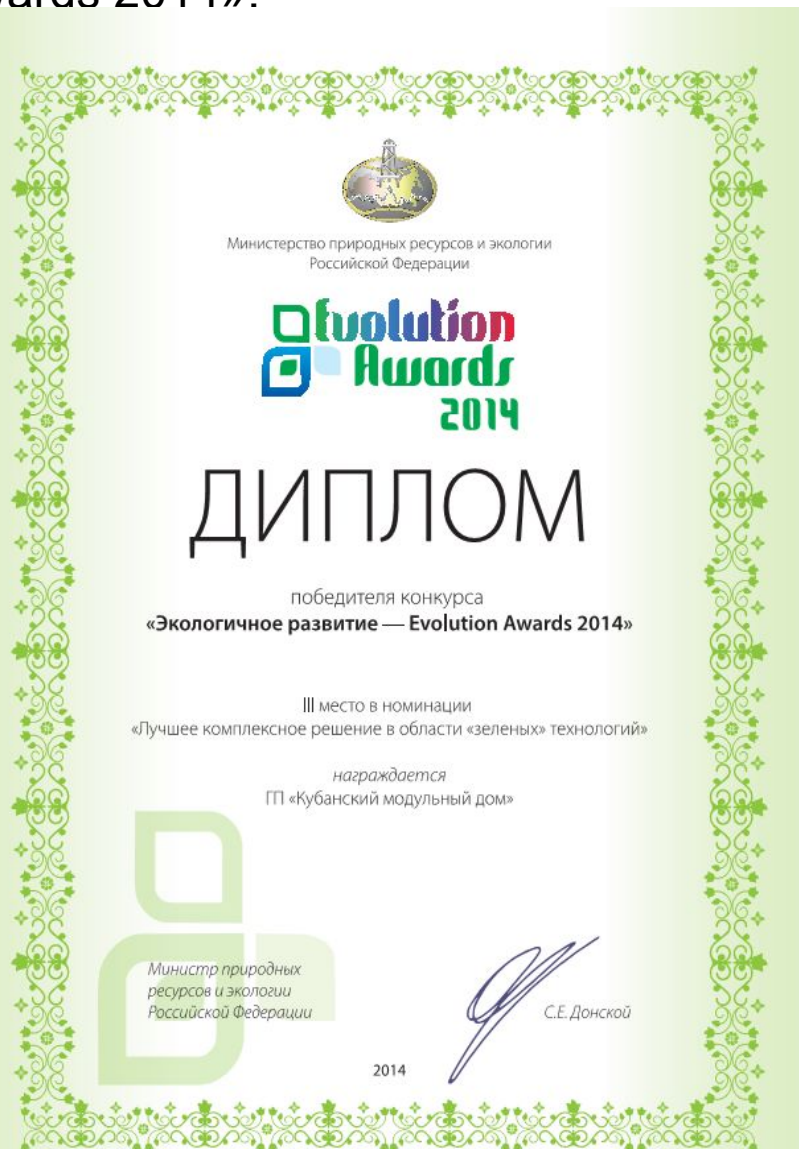 Awards 2014».
Министерство природных ресурсов и экологии
Российской Федерации
Evolution
Awards
2014
ДИПЛОМ
победителя конкурса
«Экологичное развитие — Evolution Awards 2014»
III место в номинации
«Лучшее комплексное решение в области «зеленых» технологий»
награждается
ГП «Кубанский модульный дом»
Министр природных
ресурсов и экологии
Российской Федерации
С.Е. Донской
2014